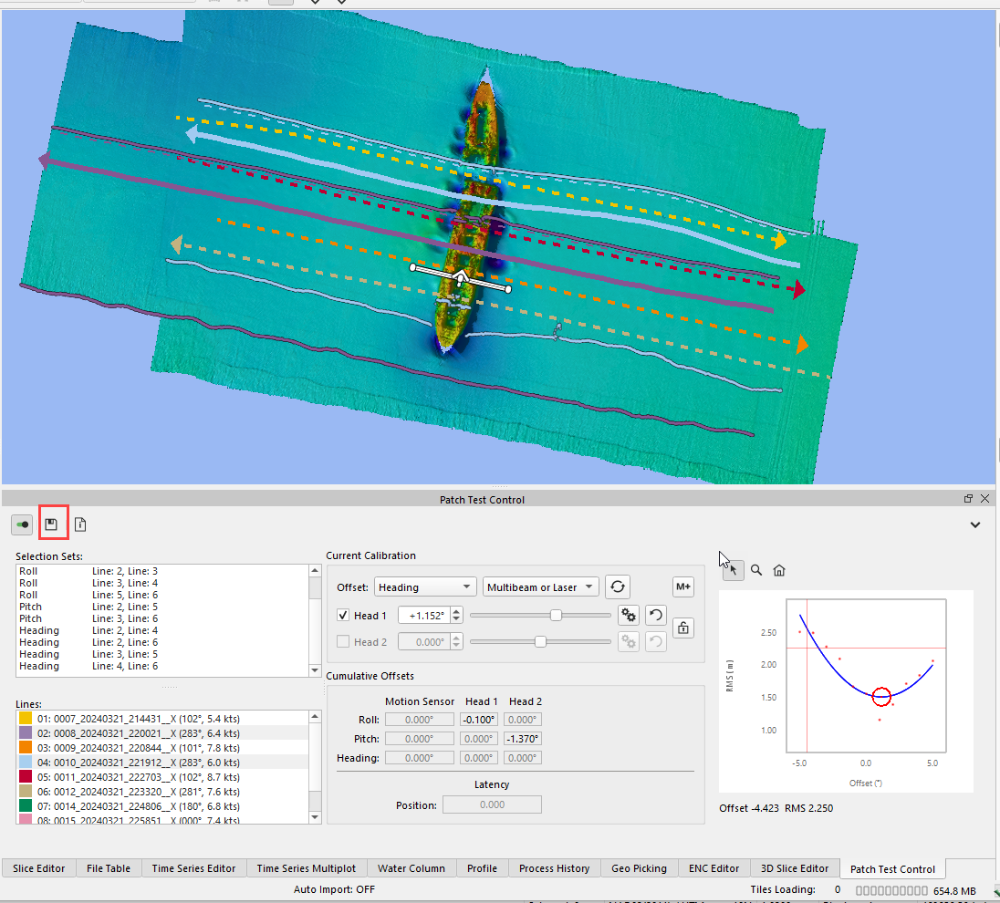 Patch Test Control
Selection Sets:
Roll Line: 2, Line: 3
Roll Line: 3, Line: 4
Roll Line: 5, Line: 6
Pitch Line: 2, Line: 5
Pitch Line: 3, Line: 6
Heading Line: 2, Line: 4
Heading Line: 2, Line: 6
Heading Line: 3, Line: 5
Heading Line: 4, Line: 6
Lines:
01: 0007_20240321_214431__X (102°, 5.4 kts)
02: 0008_20240321_220021__X (283°, 6.4 kts)
03: 0009_20240321_220844__X (101°, 7.8 kts)
04: 0010_20240321_221912__X (283°, 6.0 kts)
05: 0011_20240321_222703__X (102°, 8.7 kts)
06: 0012_20240321_223320__X (281°, 7.6 kts)
07: 0014_20240321_224806__X (180°, 6.8 kts)
08: 0015_20240321_225851__X (000°, 7.4 kts)
Current Calibration
Offset: Heading Multibeam or Laser M+
Head 1 +1.152°
Head 2 0.000°
Cumulative Offsets
Motion Sensor Head 1 Head 2
Roll: 0.000° -0.100° 0.000°
Pitch: 0.000° 0.000° -1.370°
Heading: 0.000° 0.000° 0.000°
Latency
Position: 0.000
RMS (m)
2.50
2.00
1.50
1.00
-5.0 0.0 5.0
Offset (°)
Offset -4.423 RMS 2.250
Slice Editor File Table Time Series Editor Time Series Multiplot Water Column Profile Process History Geo Picking ENC Editor 3D Slice Editor Patch Test Control
Auto Import: OFF Tiles Loading: 0 654.8 MB